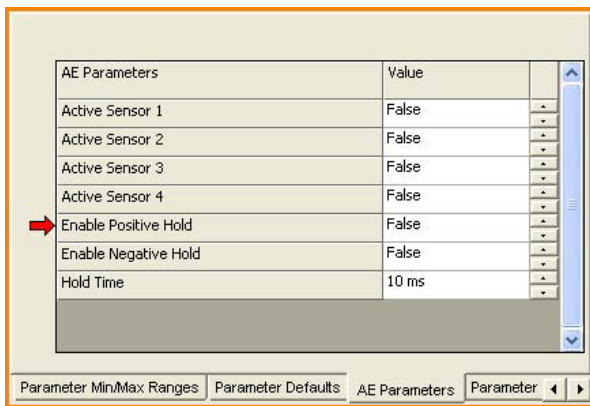 AE Parameters Value
Active Sensor 1 False
Active Sensor 2 False
Active Sensor 3 False
Active Sensor 4 False
Enable Positive Hold False
Enable Negative Hold False
Hold Time 10 ms
Parameter Min/Max Ranges Parameter Defaults AE Parameters Parameter